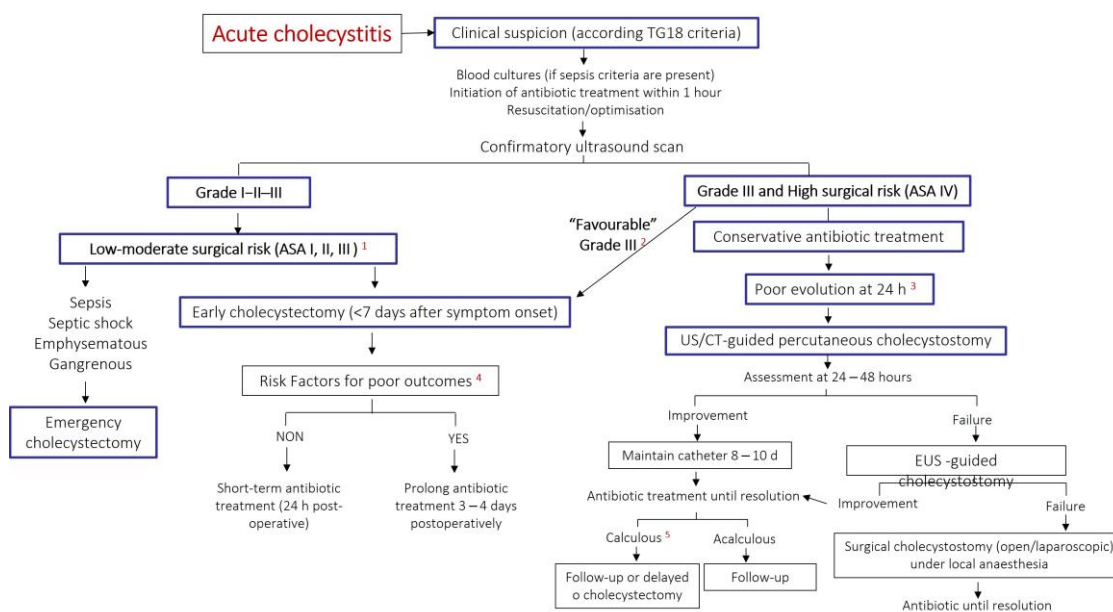 Acute cholecystitis
Clinical suspicion (according TG18 criteria)
Blood cultures (if sepsis criteria are present)
Initiation of antibiotic treatment within 1 hour
Resuscitation/optimisation
Confirmatory ultrasound scan
Grade I–II–III
Grade III and High surgical risk (ASA IV)
"Favourable"
Grade III 2
Low-moderate surgical risk (ASA I, II, III) 1
Conservative antibiotic treatment
Sepsis
Septic shock
Emphysematous
Gangrenous
Early cholecystectomy (<7 days after symptom onset)
Poor evolution at 24 h 3
US/CT-guided percutaneous cholecystostomy
Risk Factors for poor outcomes 4
Assessment at 24 – 48 hours
Emergency
cholecystectomy
NON
YES
Improvement
Failure
Maintain catheter 8 – 10 d
EUS -guided
cholecystostomy
Short-term antibiotic
treatment (24 h post-
operative)
Prolong antibiotic
treatment 3 – 4 days
postoperatively
Antibiotic treatment until resolution
Improvement
Failure
Calculous 5
Acalculous
Follow-up or delayed
o cholecystectomy
Follow-up
Surgical cholecystostomy (open/laparoscopic)
under local anaesthesia
Antibiotic until resolution